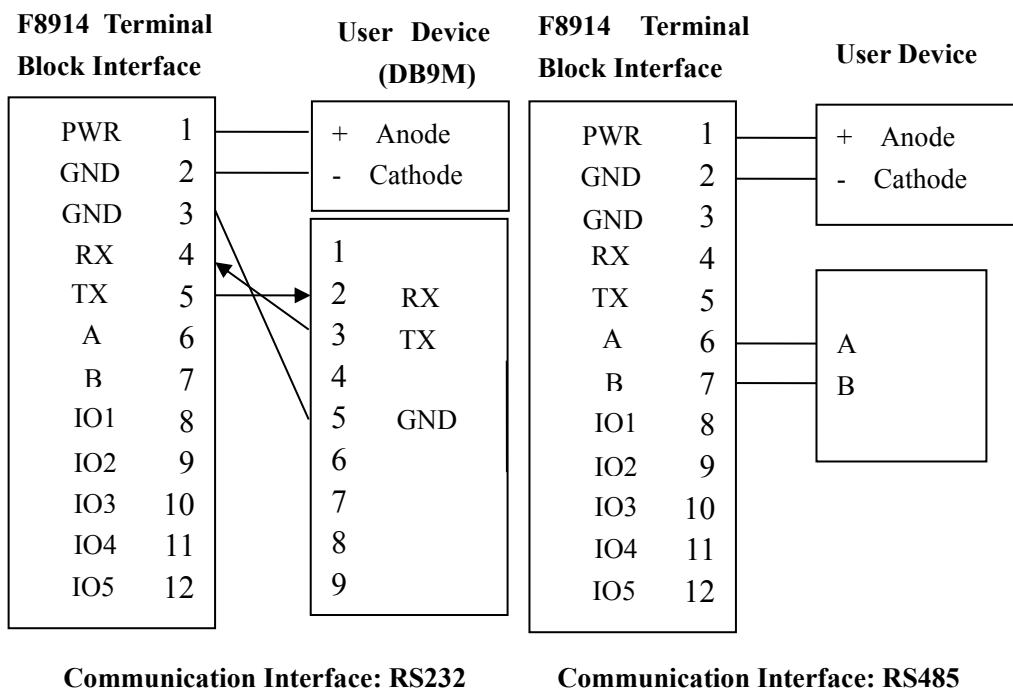 F8914 Terminal
Block Interface
User Device
(DB9M)
PWR 1
GND 2
GND 3
RX 4
TX 5
A 6
B 7
IO1 8
IO2 9
IO3 10
IO4 11
IO5 12
+ Anode
- Cathode
1
2 RX
3 TX
4
5 GND
6
7
8
9
Communication Interface: RS232
F8914 Terminal
Block Interface
User Device
PWR 1
GND 2
GND 3
RX 4
TX 5
A 6
B 7
IO1 8
IO2 9
IO3 10
IO4 11
IO5 12
+ Anode
- Cathode
A
B
Communication Interface: RS485